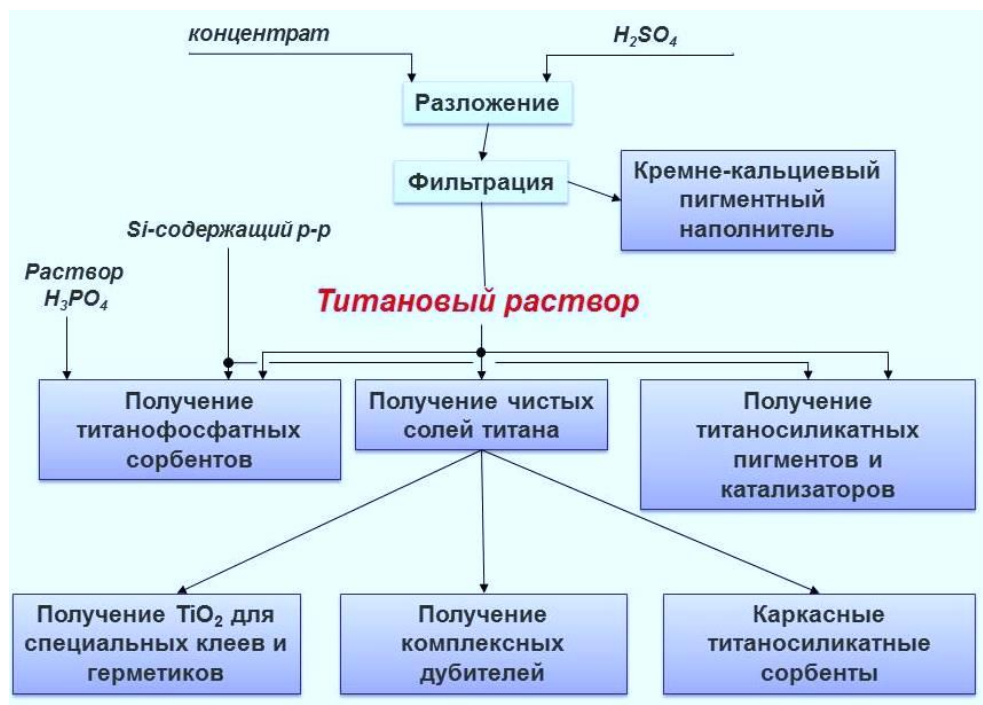 концентрат
H₂SO₄
Разложение
Фильтрация
Кремне-кальциевый
пигментный
наполнитель
Si-содержащий р-р
Раствор
H₃PO₄
Титановый раствор
Получение
титанофосфатных
сорбентов
Получение чистых
солей титана
Получение
титаносиликатных
пигментов и
катализаторов
Получение TiO₂ для
специальных клеев и
герметиков
Получение
комплексных
дубителей
Каркасные
титаносиликатные
сорбенты